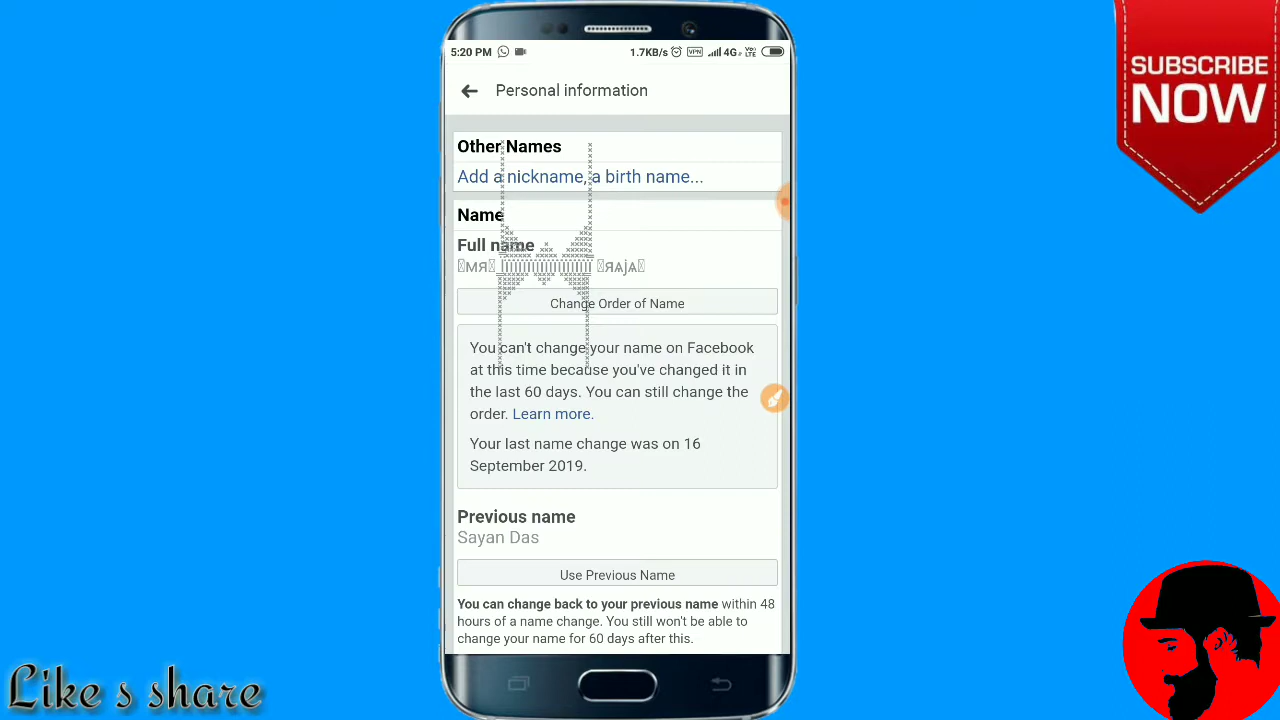 SUBSCRIBE
NOW
5:20 PM
1.7KB/s
VPN
4G
Vo
LTE
Personal information
Other Names
Add a nickname, a birth name...
Name
Full name
Change Order of Name
You can't change your name on Facebook
at this time because you've changed it in
the last 60 days. You can still change the
order. Learn more.
Your last name change was on 16
September 2019.
Previous name
Sayan Das
Use Previous Name
You can change back to your previous name within 48
hours of a name change. You still won't be able to
change your name for 60 days after this.
Like s share